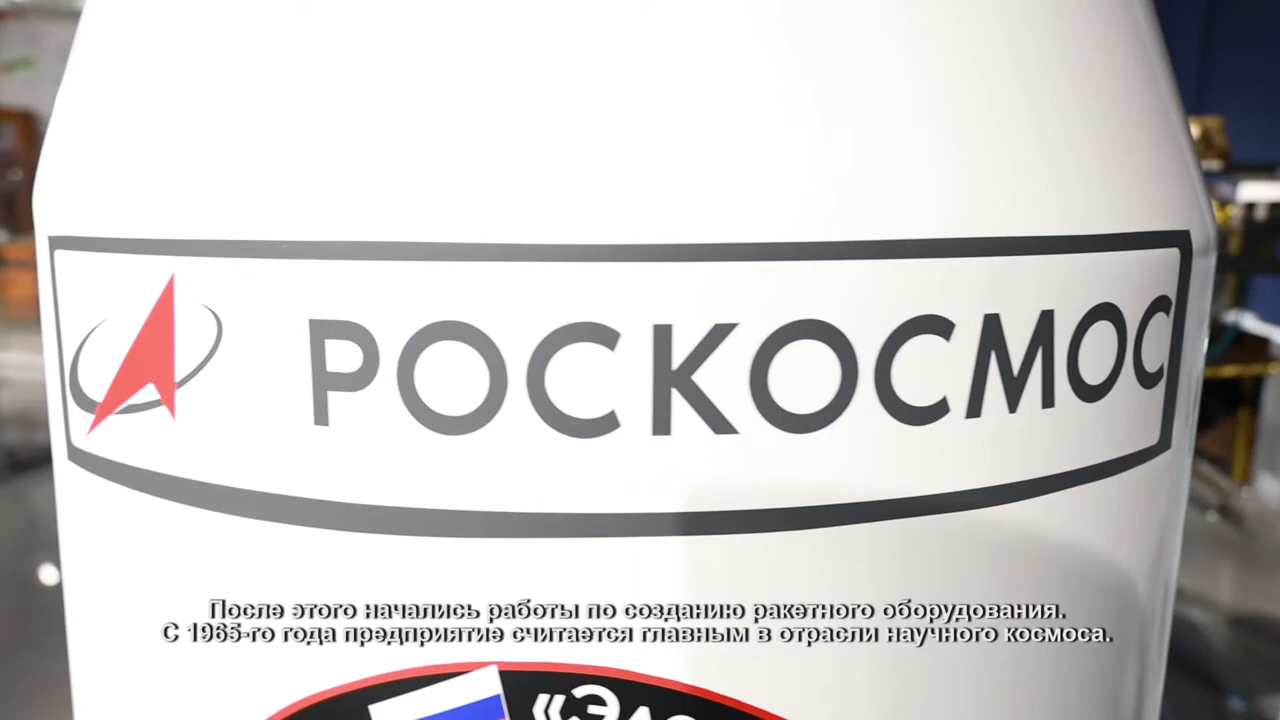 РОСКОСМОС
После этого начались работы по созданию ракетного оборудования.
С 1965-го года предприятие считается главным в отрасли научного космоса.